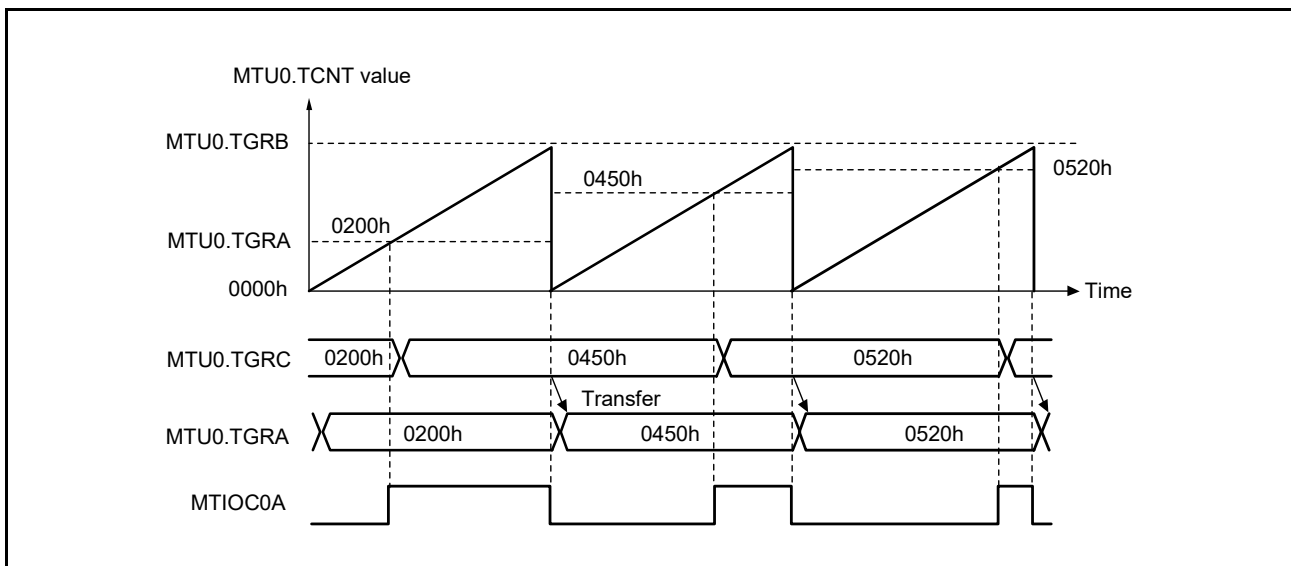 MTU0.TCNT value
MTU0.TGRB
0520h
0450h
0200h
MTU0.TGRA
0000h
Time
MTU0.TGRC 0200h 0450h 0520h
Transfer
MTU0.TGRA 0200h 0450h 0520h
MTIOC0A